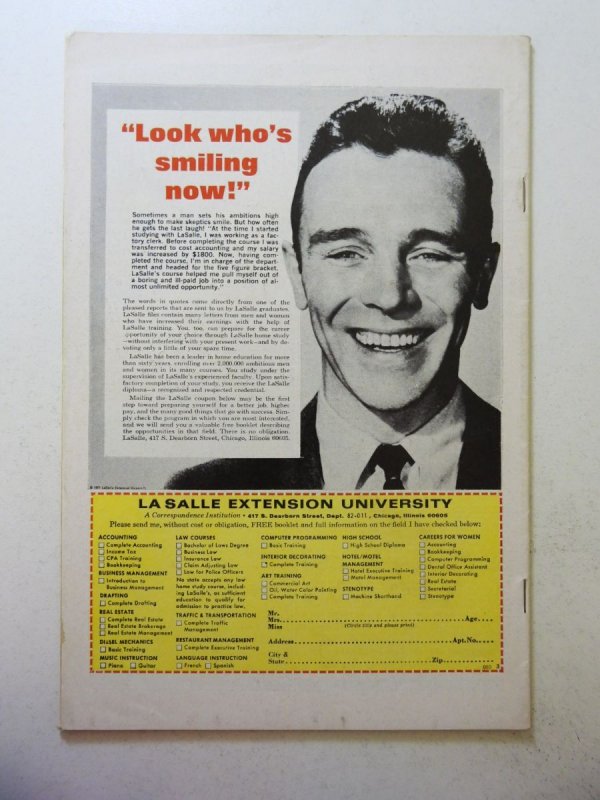 “Look who’s
smiling
now!”
Sometimes a man sets his ambitions high
enough to make skeptics smile. But how often
he gets the last laugh! “At the time I started
studying with LaSalle, I was working as a fac-
tory clerk. Before completing the course I was
transferred to cost accounting and my salary
was increased by $1800. Now, having com-
pleted the course, I'm in charge of the depart-
ment and headed for the five figure bracket.
LaSalle's course helped me pull myself out of
a boring and ill-paid job into a position of al-
most unlimited opportunity.”
The words in quotes come directly from one of the
pleased reports that are sent to us by LaSalle graduates.
LaSalle files contain many letters from men and women
who have increased their earnings with the help of
LaSalle training. You, too, can prepare for the career
opportunity of your choice through LaSalle home study
—without interfering with your present work—and by de-
voting only a little of your spare time.
LaSalle has been a leader in home education for more
than sixty years, enrolling over 2,000,000 ambitious men
and women in its many courses. You study under the
supervision of LaSalle's experienced faculty. Upon satis-
factory completion of your study, you receive the LaSalle
diploma—a recognized and respected credential.
Mailing the LaSalle coupon below may be the first
step toward preparing yourself for a better job, higher
pay, and the many good things that go with success. Sim-
ply check the program in which you are most interested,
and we will send you a valuable free booklet describing
the opportunities in that field. There is no obligation.
LaSalle, 417 S. Dearborn Street, Chicago, Illinois 60605.
LA SALLE EXTENSION UNIVERSITY
A Correspondence Institution • 417 S. Dearborn Street, Dept. 82-011, Chicago, Illinois 60605
Please send me, without cost or obligation, FREE booklet and full information on the field I have checked below:
ACCOUNTING
Complete Accounting
Income Tax
CPA Training
Bookkeeping
BUSINESS MANAGEMENT
Introduction to
Business Management
DRAFTING
Complete Drafting
REAL ESTATE
Complete Real Estate
Real Estate Brokerage
Real Estate Management
DIESEL MECHANICS
Basic Training
MUSIC INSTRUCTION
Piano Guitar
LAW COURSES
Bachelor of Laws Degree
Business Law
Insurance Law
Claim Adjusting Law
Law for Police Officers
No state accepts any law
home study course, includ-
ing LaSalle's, as sufficient
education to qualify for
admission to practice law.
TRAFFIC & TRANSPORTATION
Complete Traffic
Management
RESTAURANT MANAGEMENT
Complete Executive Training
LANGUAGE INSTRUCTION
French Spanish
COMPUTER PROGRAMMING
Basic Training
INTERIOR DECORATING
Complete Training
ART TRAINING
Commercial Art
Oil, Water Color Painting
Complete Training
HIGH SCHOOL
High School Diploma
HOTEL/MOTEL
MANAGEMENT
Hotel Executive Training
Motel Management
STENOTYPE
Machine Shorthand
CAREERS FOR WOMEN
Accounting
Bookkeeping
Computer Programming
Dental Office Assistant
Interior Decorating
Real Estate
Secretarial
Stenotype
Mr.
Mrs.
Miss Age
(Circle title and please print)
Address Apt. No.
City &
State Zip